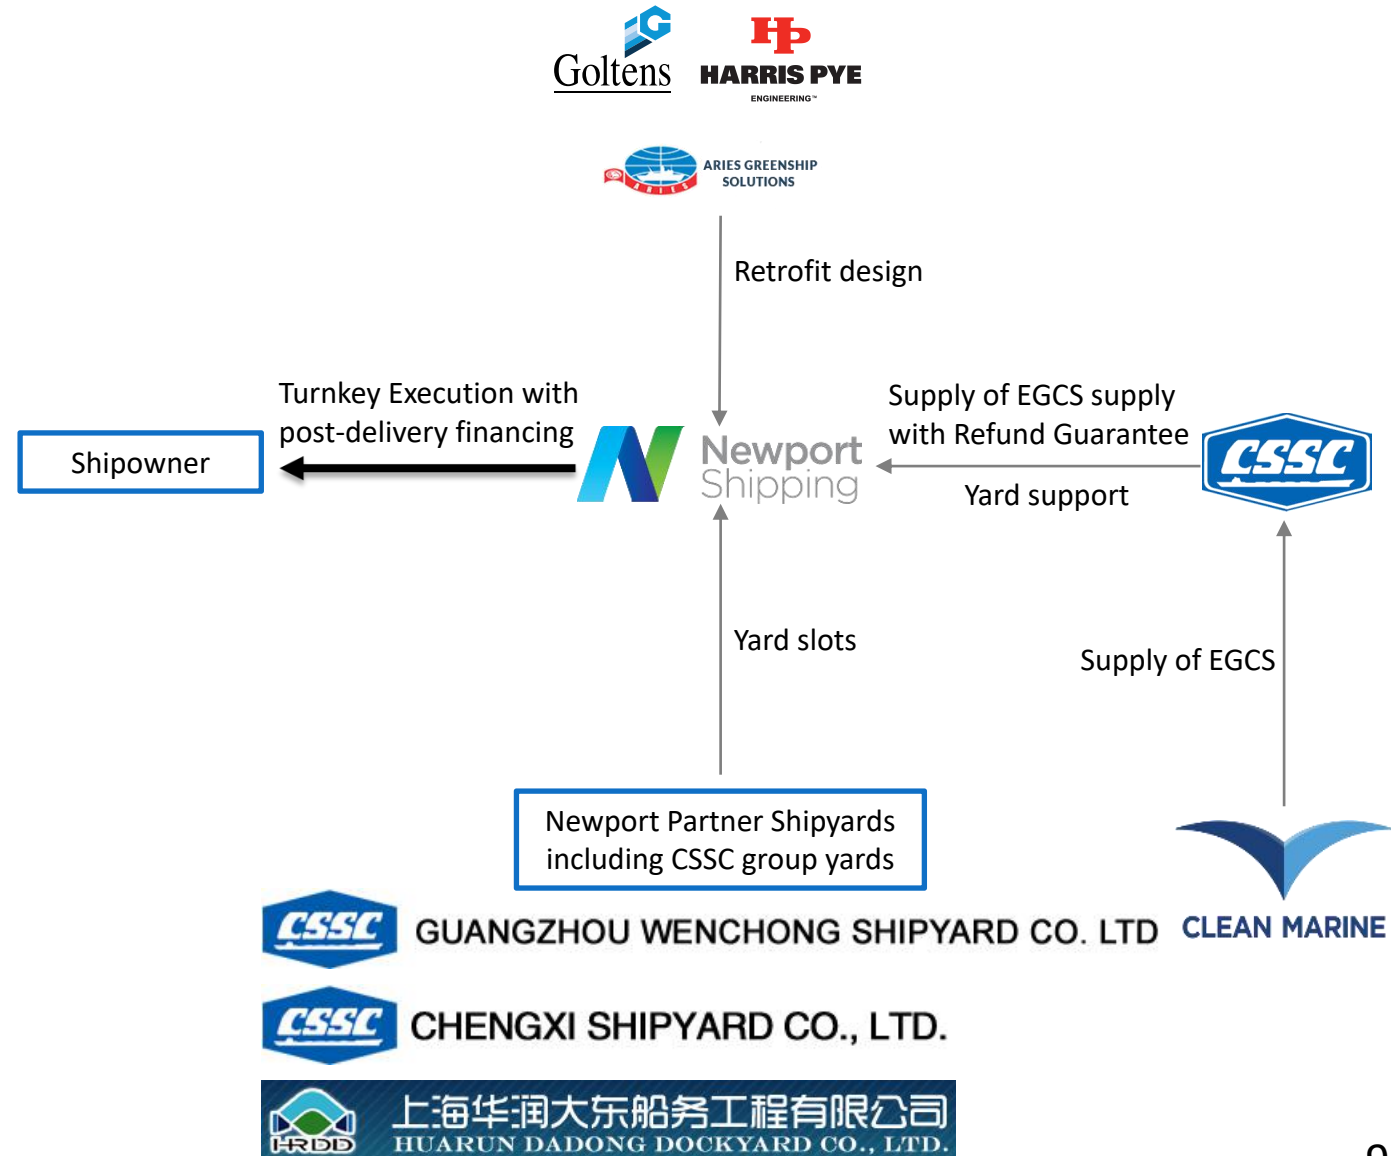 Goltens
HP
HARRIS PYE
ENGINEERING™
ARIES
ARIES GREENSHIP
SOLUTIONS
Retrofit design
Turnkey Execution with
post-delivery financing
Shipowner
Newport
Shipping
Supply of EGCS supply
with Refund Guarantee
Yard support
CSSC
Yard slots
Supply of EGCS
Newport Partner Shipyards
including CSSC group yards
CLEAN MARINE
CSSC GUANGZHOU WENCHONG SHIPYARD CO. LTD
CSSC CHENGXI SHIPYARD CO., LTD.
HRDD
上海华润大东船务工程有限公司
HUARUN DADONG DOCKYARD CO., LTD.